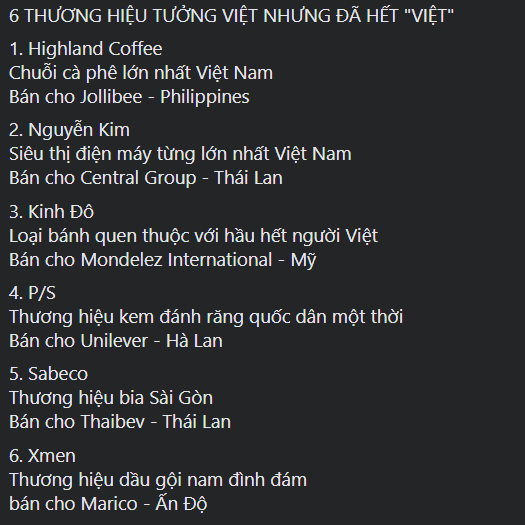 6 THƯƠNG HIỆU TƯỞNG VIỆT NHƯNG ĐÃ HẾT "VIỆT"
1. Highland Coffee
Chuỗi cà phê lớn nhất Việt Nam
Bán cho Jollibee - Philippines
2. Nguyễn Kim
Siêu thị điện máy từng lớn nhất Việt Nam
Bán cho Central Group - Thái Lan
3. Kinh Đô
Loại bánh quen thuộc với hầu hết người Việt
Bán cho Mondelez International - Mỹ
4. P/S
Thương hiệu kem đánh răng quốc dân một thời
Bán cho Unilever - Hà Lan
5. Sabeco
Thương hiệu bia Sài Gòn
Bán cho Thaibev - Thái Lan
6. Xmen
Thương hiệu dầu gội nam đình đám
bán cho Marico - Ấn Độ